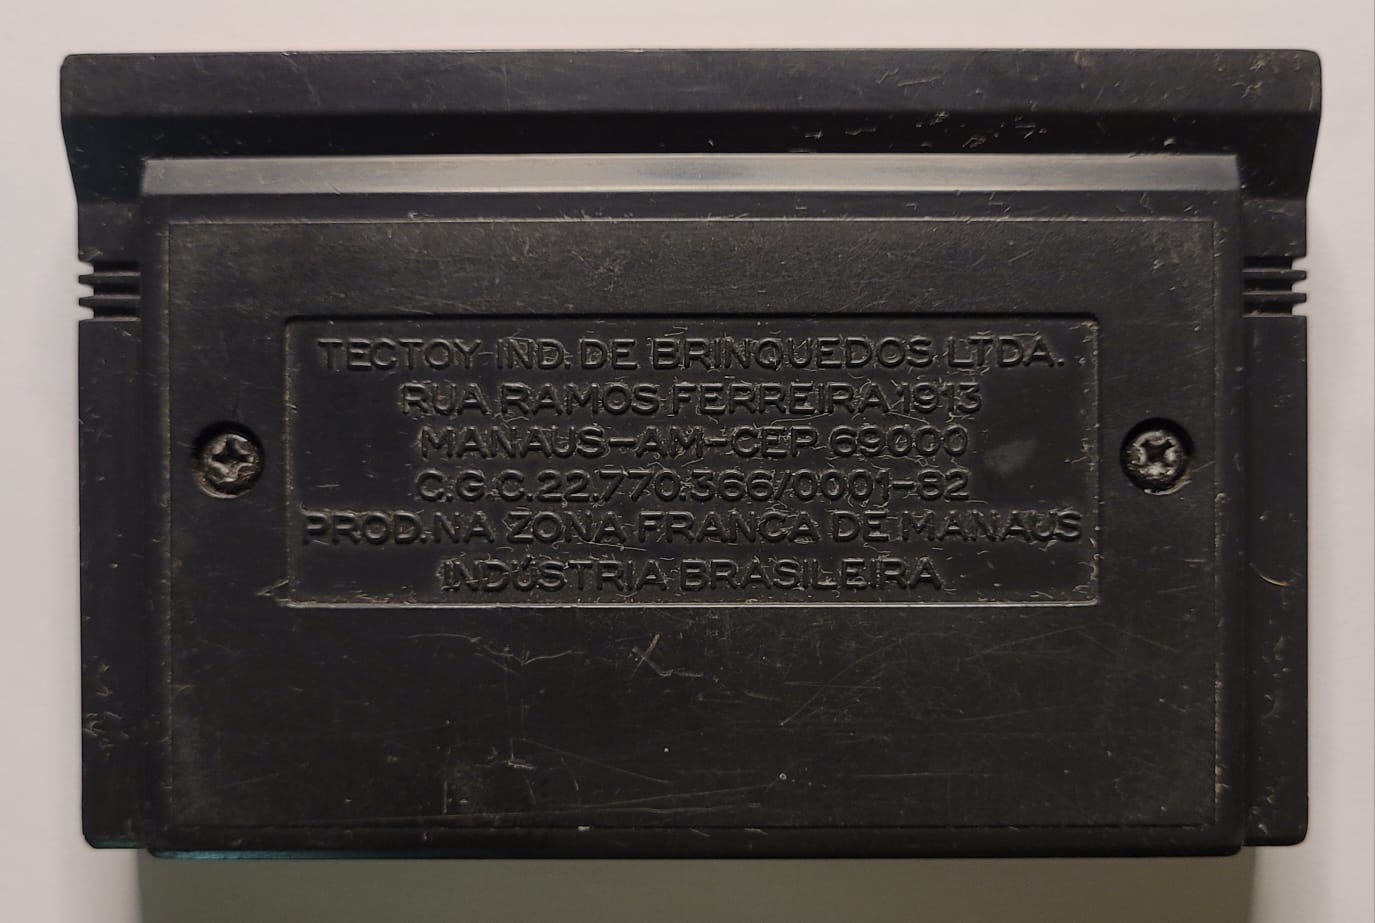 TECTOY IND. DE BRINQUEDOS LTDA.
RUA RAMOS FERREIRA 1913
MANAUS-AM-CEP 69000
C.G.C.22.770.366/0001-82
PROD. NA ZONA FRANCA DE MANAUS
INDÚSTRIA BRASILEIRA